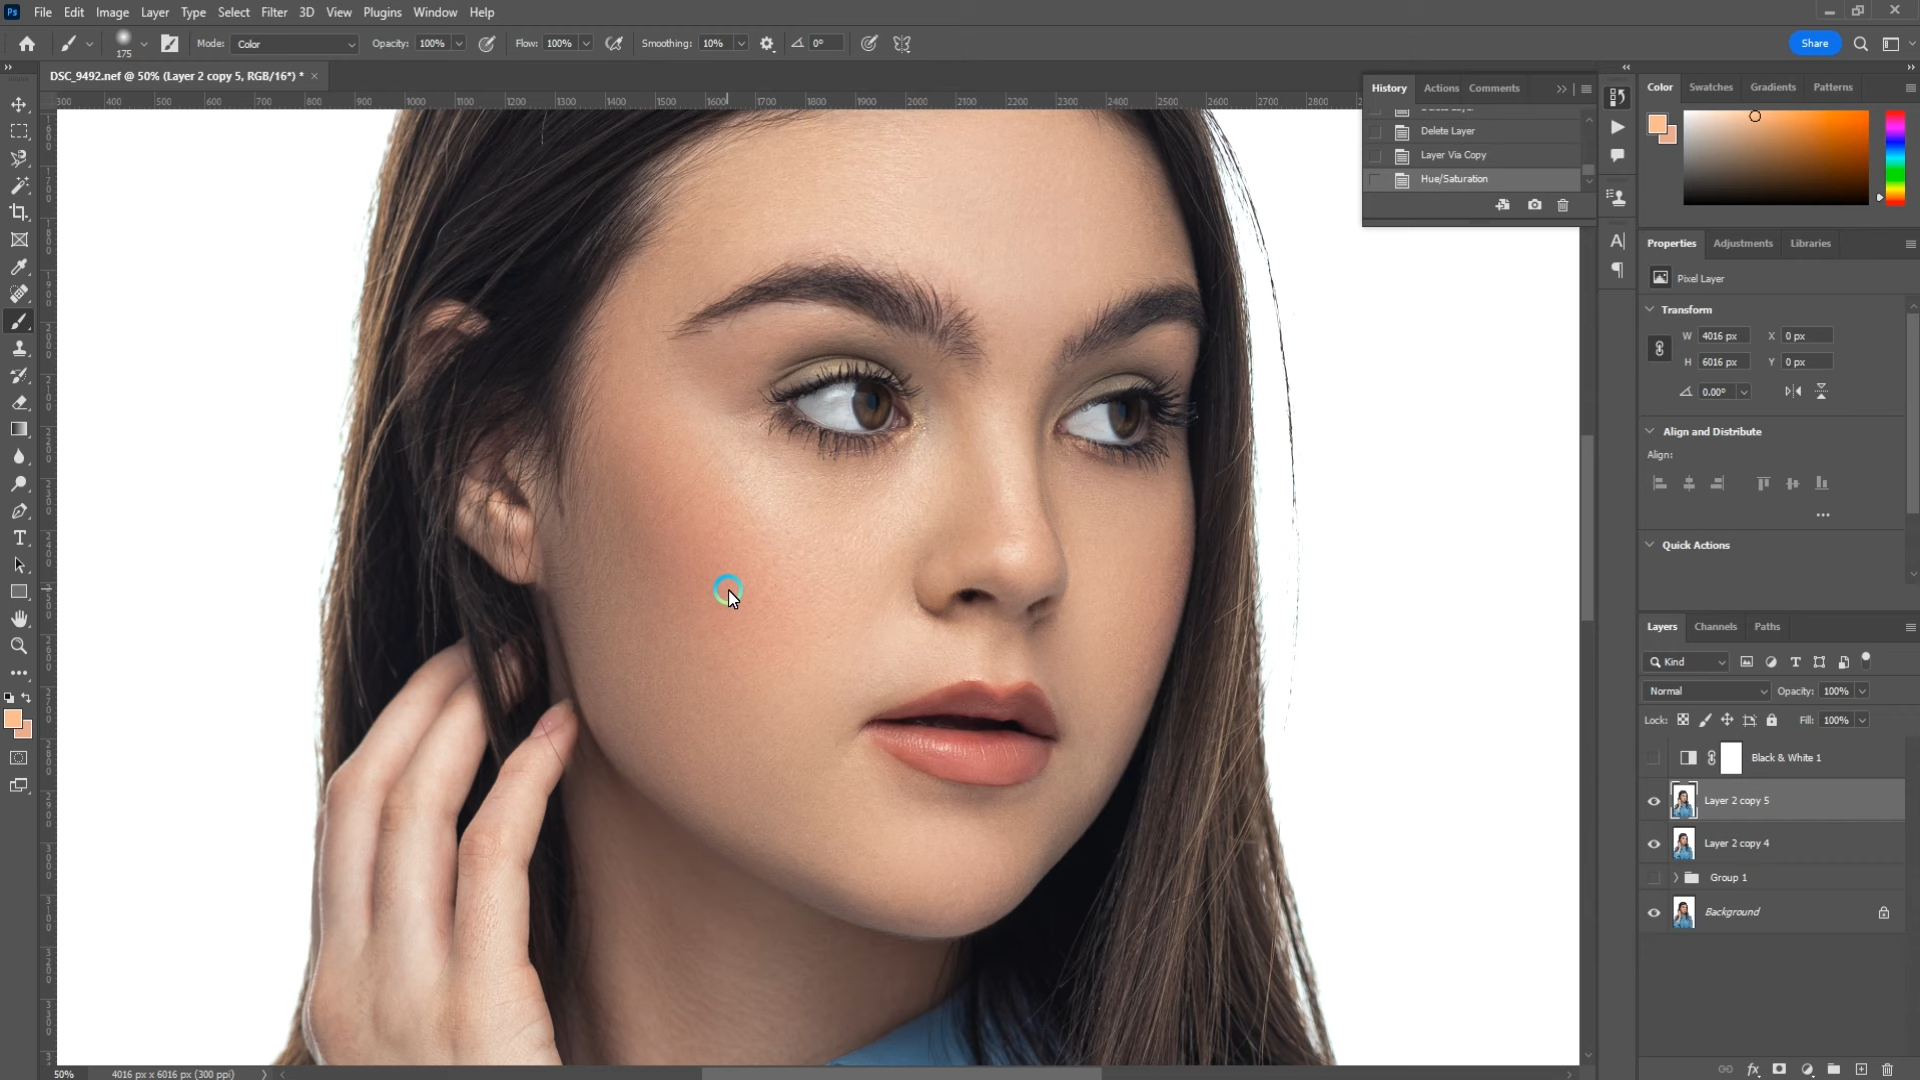 Ps File Edit Image Layer Type Select Filter 3D View Plugins Window Help
175 Mode: Color Opacity: 100% Flow: 100% Smoothing: 10% 0° Share
DSC_9492.nef @ 50% (Layer 2 copy 5, RGB/16*) *
300 400 500 600 700 800 900 1000 1100 1200 1300 1400 1500 1600 1700 1800 1900 2000 2100 2200 2300 2400 2500 2600 2700 2800
History Actions Comments
Delete Layer
Layer Via Copy
Hue/Saturation
Color Swatches Gradients Patterns
Properties Adjustments Libraries
Pixel Layer
Transform
W 4016 px X 0 px
H 6016 px Y 0 px
0.00°
Align and Distribute
Align:
Quick Actions
Layers Channels Paths
Kind
Normal Opacity: 100%
Lock: Fill: 100%
Black & White 1
Layer 2 copy 5
Layer 2 copy 4
Group 1
Background
50% 4016 px x 6016 px (300 ppi)